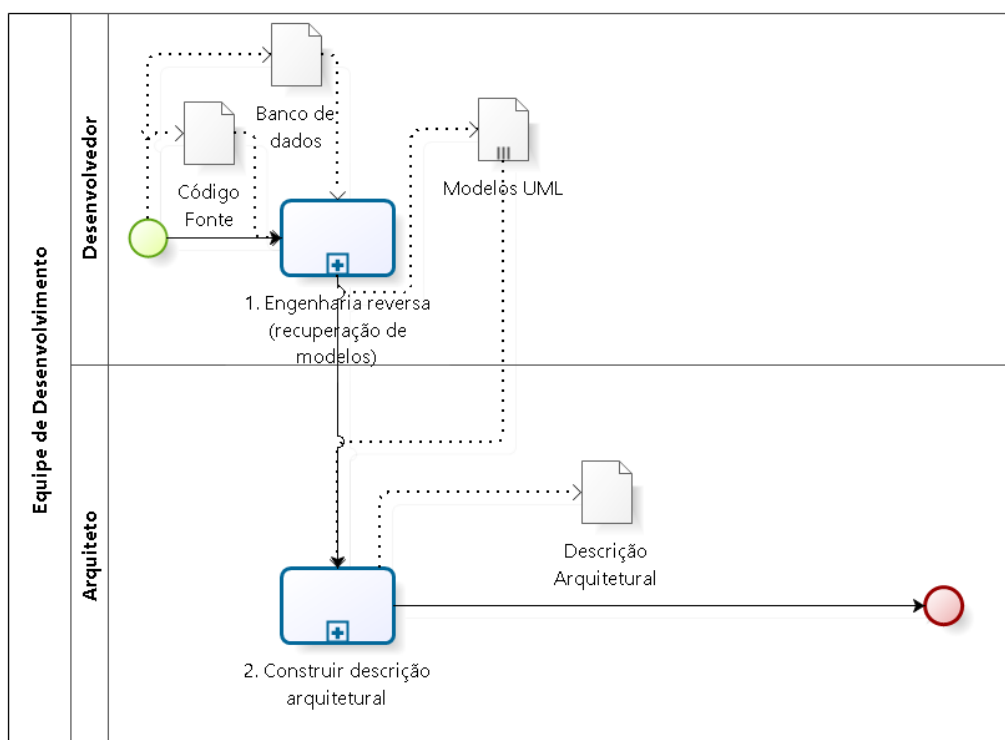 Equipe de Desenvolvimento
Desenvolvedor
Banco de
dados
Código
Fonte
Modelos UML
1. Engenharia reversa
(recuperação de
modelos)
Arquiteto
Descrição
Arquitetural
2. Construir descrição
arquitetural